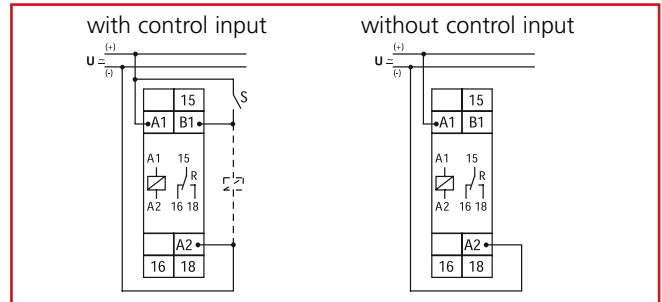 with control input
(+)
U
(-)
S
15
A1 B1
A1 15
R
A2 16 18
A2
16 18
without control input
(+)
U
(-)
15
A1 B1
A1 15
R
A2 16 18
A2
16 18